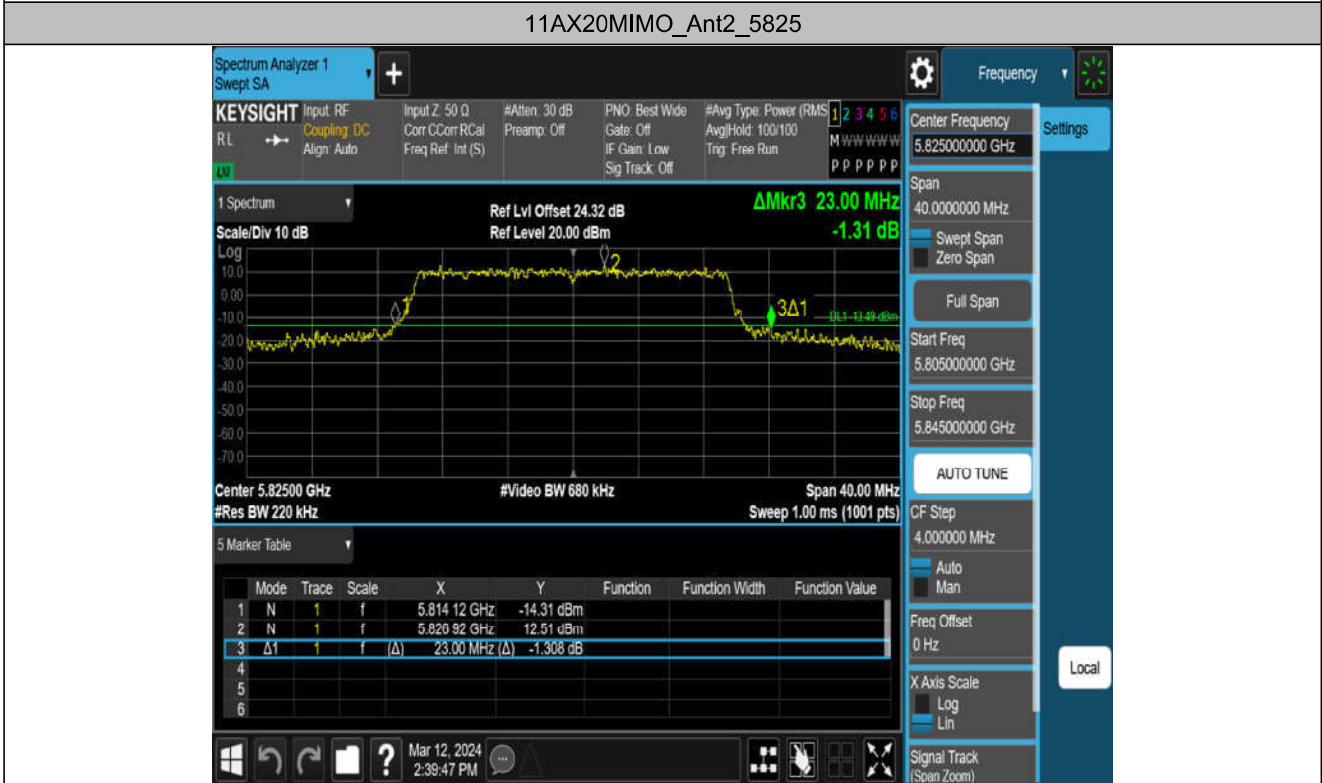 11AX20MIMO_Ant2_5825
Spectrum Analyzer 1
Swept SA
+
Frequency
KEYSIGHT
RL
LXI
Input: RF
Coupling: DC
Align: Auto
Input Z: 50 Ω
Corr CCorr RCal
Freq Ref: Int (S)
#Atten: 30 dB
Preamp: Off
PNO: Best Wide
Gate: Off
IF Gain: Low
Sig Track: Off
#Avg Type: Power (RMS
Avg|Hold: 100/100
Trig: Free Run
1 2 3 4 5 6
M W W W W W
P P P P P P
1 Spectrum
Scale/Div 10 dB
Ref Lvl Offset 24.32 dB
Ref Level 20.00 dBm
ΔMkr3 23.00 MHz
-1.31 dB
Log
10.0
0.00
-10.0
-20.0
-30.0
-40.0
-50.0
-60.0
-70.0
1
2
3Δ1
DL1 -13.49 dBm
Center 5.82500 GHz
#Res BW 220 kHz
#Video BW 680 kHz
Span 40.00 MHz
Sweep 1.00 ms (1001 pts)
5 Marker Table
Mode Trace Scale X Y Function Function Width Function Value
1 N 1 f 5.814 12 GHz -14.31 dBm
2 N 1 f 5.826 92 GHz 12.51 dBm
3 Δ1 1 f (Δ) 23.00 MHz (Δ) -1.308 dB
4
5
6
?
Mar 12, 2024
2:39:47 PM
Center Frequency
5.825000000 GHz
Settings
Span
40.0000000 MHz
Swept Span
Zero Span
Full Span
Start Freq
5.805000000 GHz
Stop Freq
5.845000000 GHz
AUTO TUNE
CF Step
4.000000 MHz
Auto
Man
Freq Offset
0 Hz
X Axis Scale
Log
Lin
Local
Signal Track
(Span Zoom)